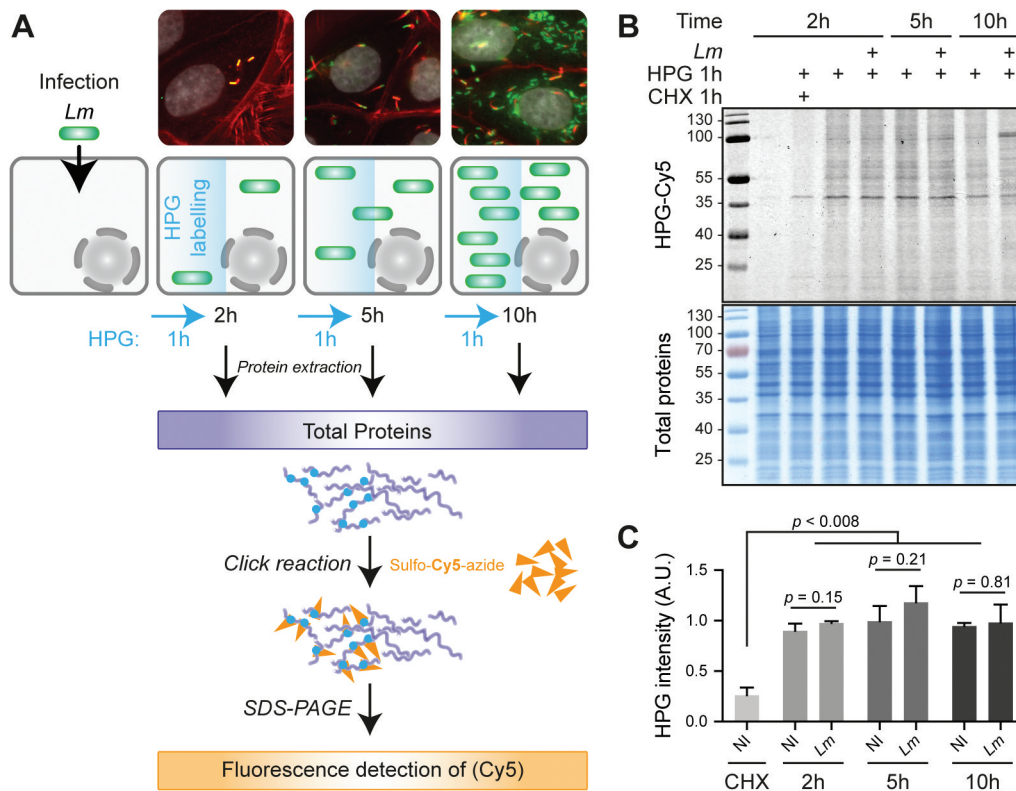 A
Infection
Lm
HPG
labelling
2h
5h
10h
HPG:
1h
1h
1h
Protein extraction
Total Proteins
Click reaction
Sulfo-Cy5-azide
SDS-PAGE
Fluorescence detection of (Cy5)
B
Time 2h 5h 10h
Lm + + +
HPG 1h + + + + + + +
CHX 1h +
HPG-Cy5
130
100
55
35
40
25
Total proteins
130
100
70
55
35
40
25
C
p < 0.008
p = 0.21
p = 0.15
p = 0.81
HPG intensity (A.U.)
1.5
1.0
0.5
0.0
NI NI Lm NI Lm NI Lm
CHX 2h 5h 10h